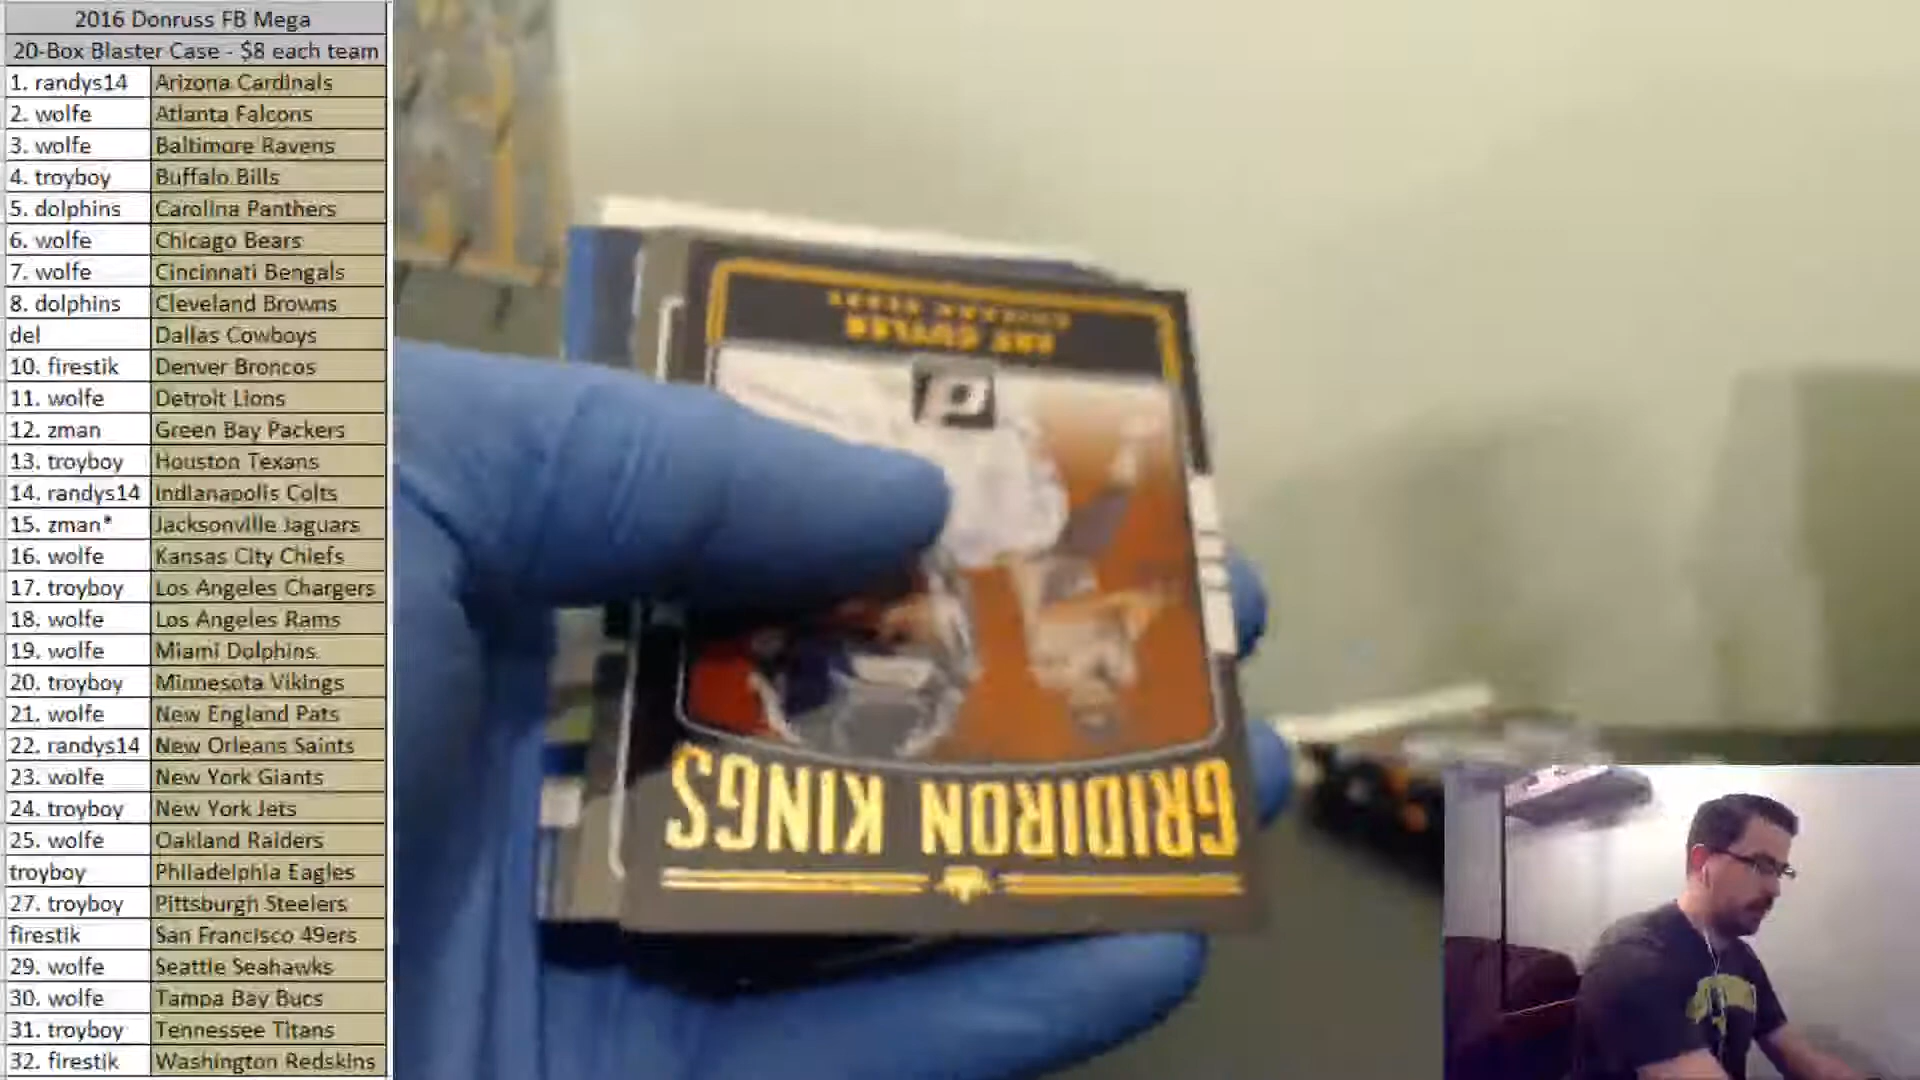 2016 Donruss FB Mega
20-Box Blaster Case - $8 each team
1. randys14 Arizona Cardinals
2. wolfe Atlanta Falcons
3. wolfe Baltimore Ravens
4. troyboy Buffalo Bills
5. dolphins Carolina Panthers
6. wolfe Chicago Bears
7. wolfe Cincinnati Bengals
8. dolphins Cleveland Browns
del Dallas Cowboys
10. firestik Denver Broncos
11. wolfe Detroit Lions
12. zman Green Bay Packers
13. troyboy Houston Texans
14. randys14 Indianapolis Colts
15. zman* Jacksonville Jaguars
16. wolfe Kansas City Chiefs
17. troyboy Los Angeles Chargers
18. wolfe Los Angeles Rams
19. wolfe Miami Dolphins
20. troyboy Minnesota Vikings
21. wolfe New England Pats
22. randys14 New Orleans Saints
23. wolfe New York Giants
24. troyboy New York Jets
25. wolfe Oakland Raiders
troyboy Philadelphia Eagles
27. troyboy Pittsburgh Steelers
firestik San Francisco 49ers
29. wolfe Seattle Seahawks
30. wolfe Tampa Bay Bucs
31. troyboy Tennessee Titans
32. firestik Washington Redskins
GRIDIRON KINGS
JAY CUTLER
CHICAGO BEARS